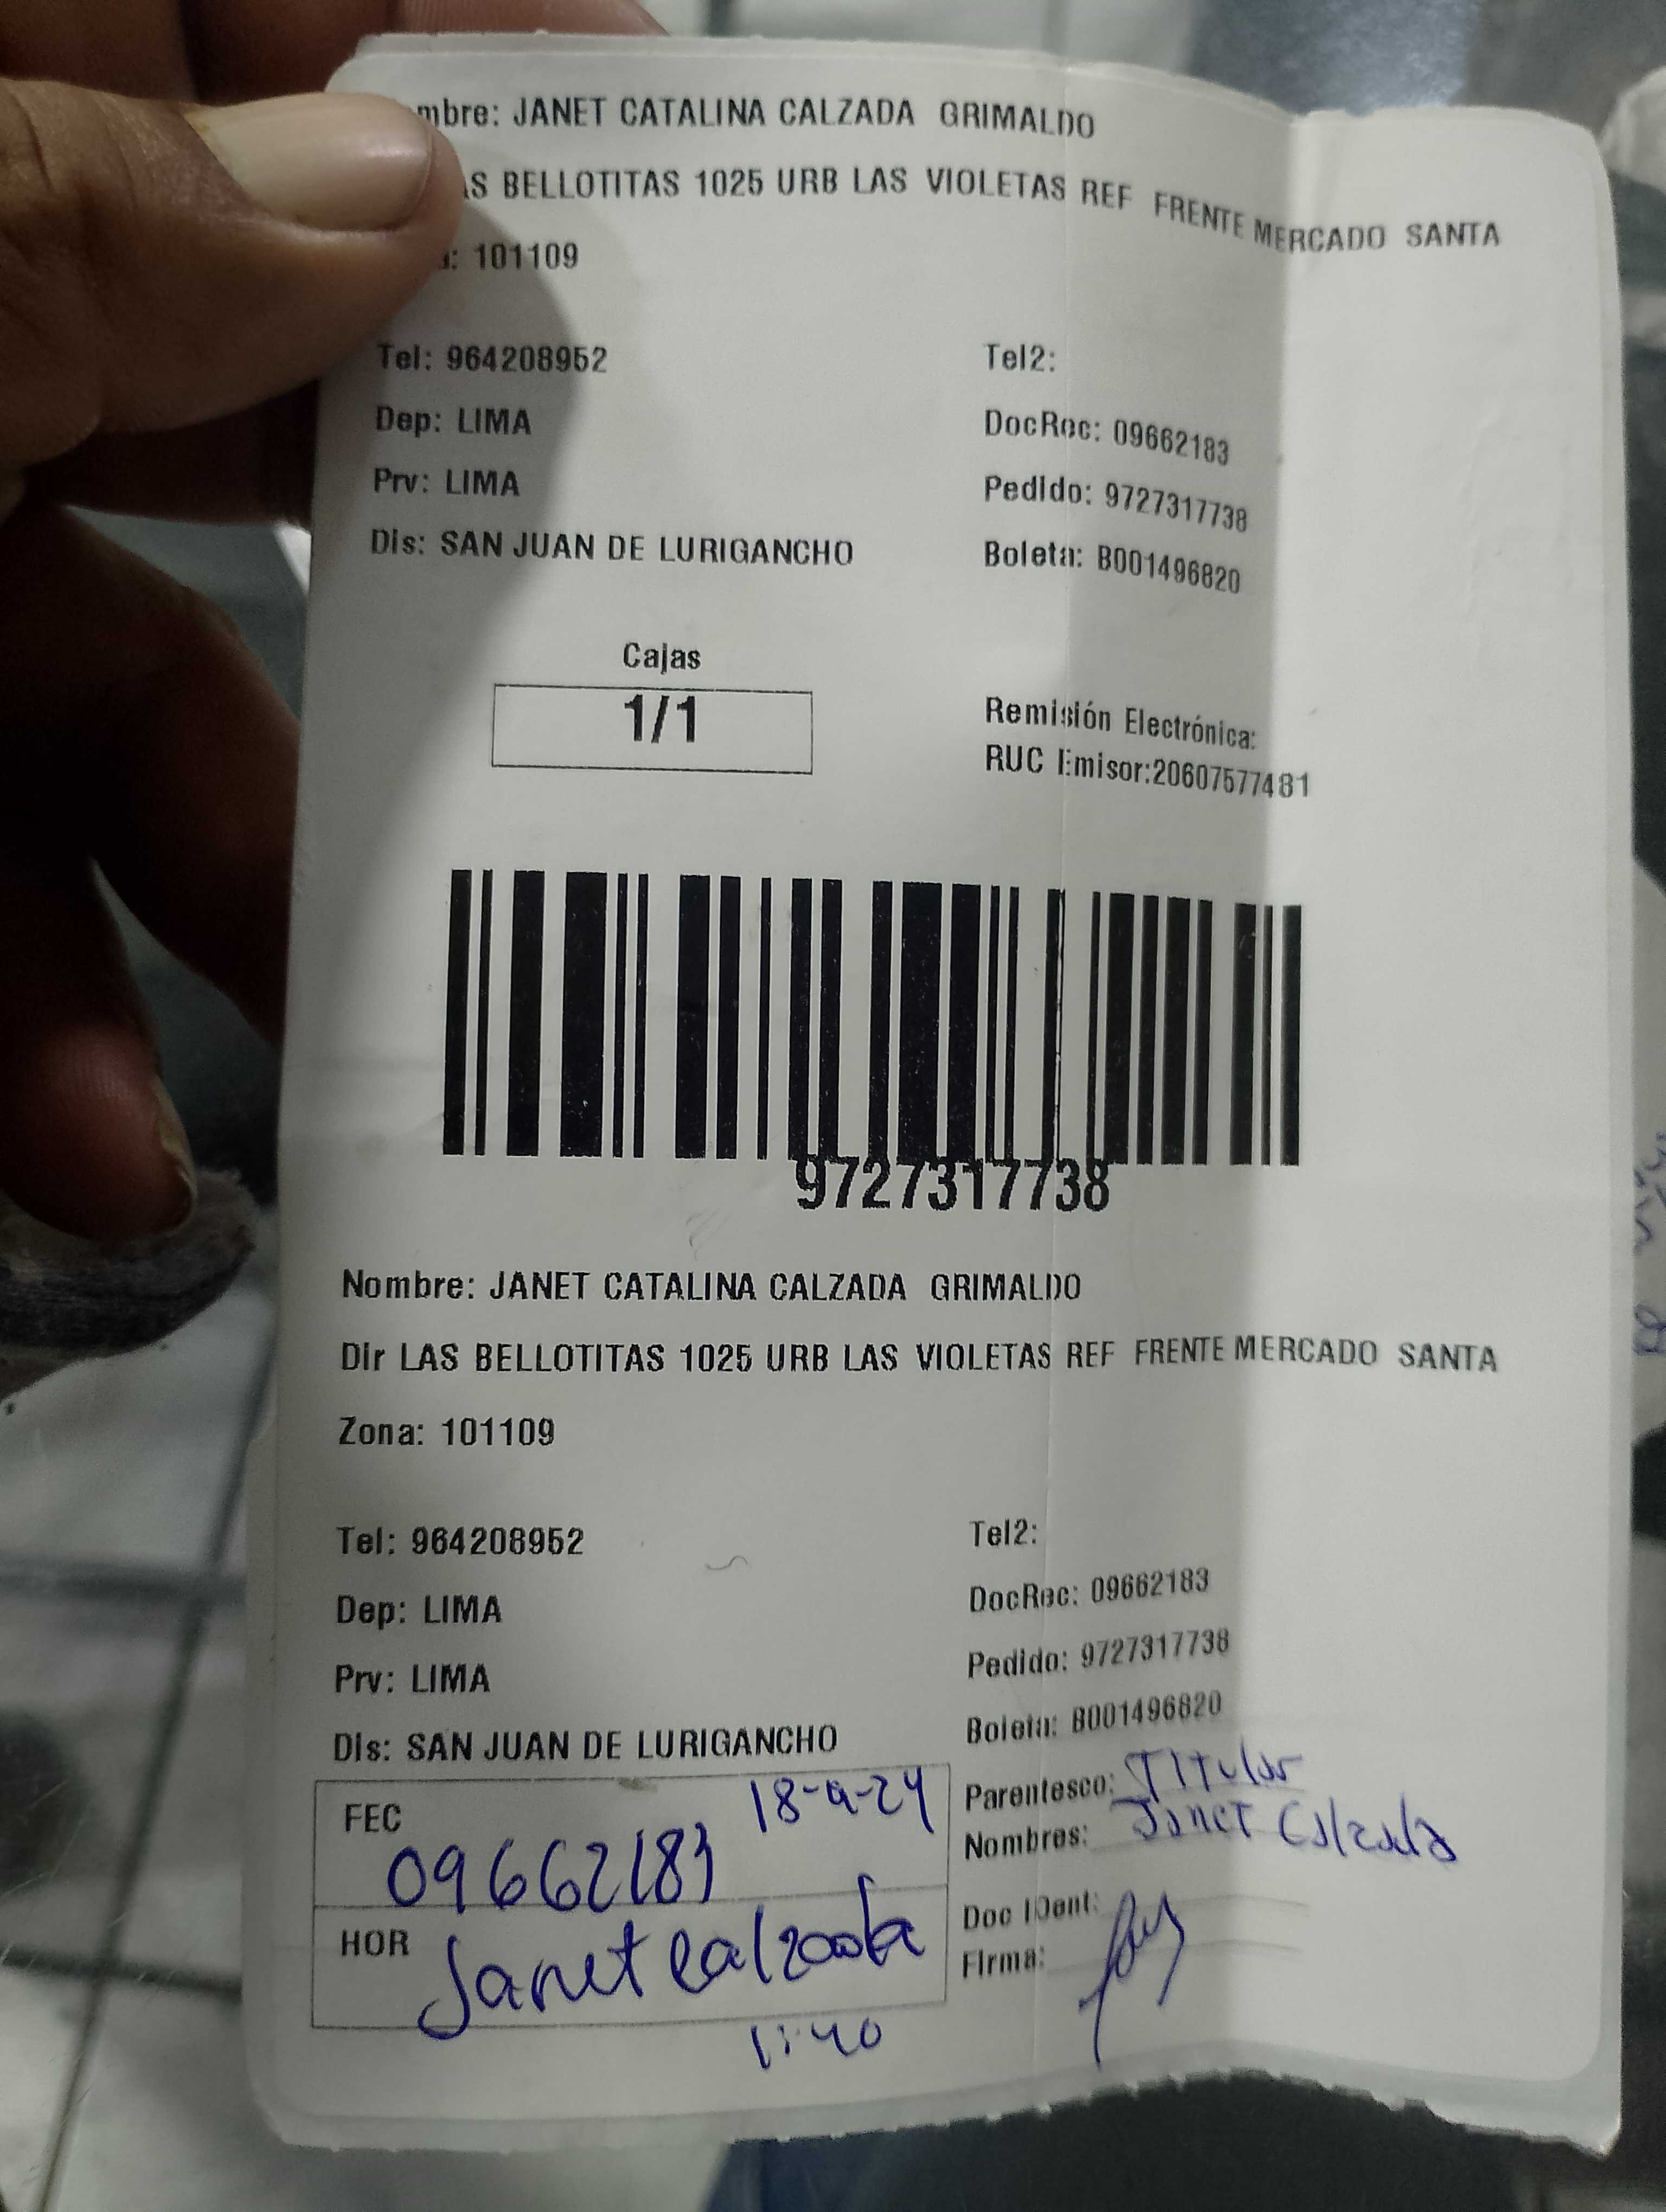 mbre: JANET CATALINA CALZADA GRIMALDO
AS BELLOTITAS 1025 URB LAS VIOLETAS REF FRENTE MERCADO SANTA
a: 101109
Tel: 964208952
Tel2:
Dep: LIMA
DocRec: 09662183
Prv: LIMA
Pedido: 9727317738
Dis: SAN JUAN DE LURIGANCHO
Boleta: B001496820
Cajas
1/1
Remisión Electrónica:
RUC Emisor:20607577481
9727317738
Nombre: JANET CATALINA CALZADA GRIMALDO
Dir LAS BELLOTITAS 1025 URB LAS VIOLETAS REF FRENTE MERCADO SANTA
Zona: 101109
Tel: 964208952
Tel2:
Dep: LIMA
DocRec: 09662183
Prv: LIMA
Pedido: 9727317738
Dis: SAN JUAN DE LURIGANCHO
Boleta: B001496820
FEC 18-9-24
09662183
HOR Janet Calzada
11:40
Parentesco: Titular
Nombres: Janet Calzada
Doc IDent:
Firma: